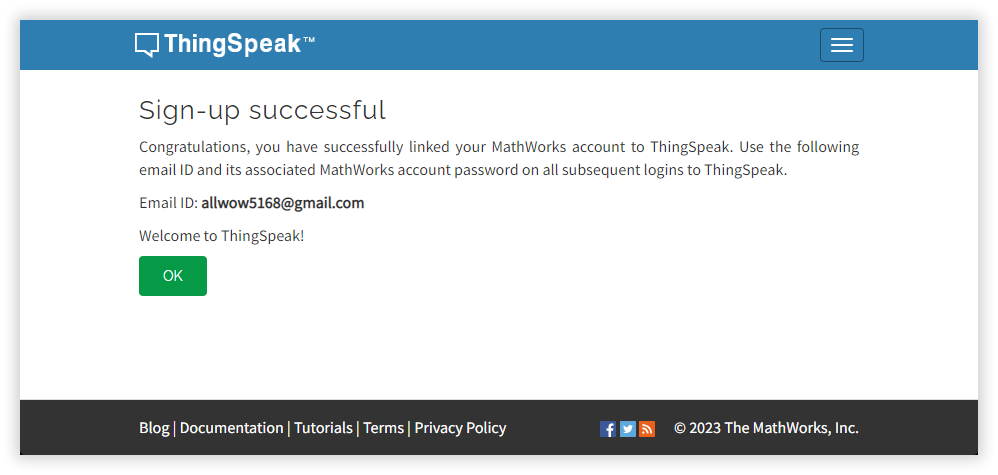 ThingSpeak™
Sign-up successful
Congratulations, you have successfully linked your MathWorks account to ThingSpeak. Use the following
email ID and its associated MathWorks account password on all subsequent logins to ThingSpeak.
Email ID: allwow5168@gmail.com
Welcome to ThingSpeak!
OK
Blog | Documentation | Tutorials | Terms | Privacy Policy © 2023 The MathWorks, Inc.